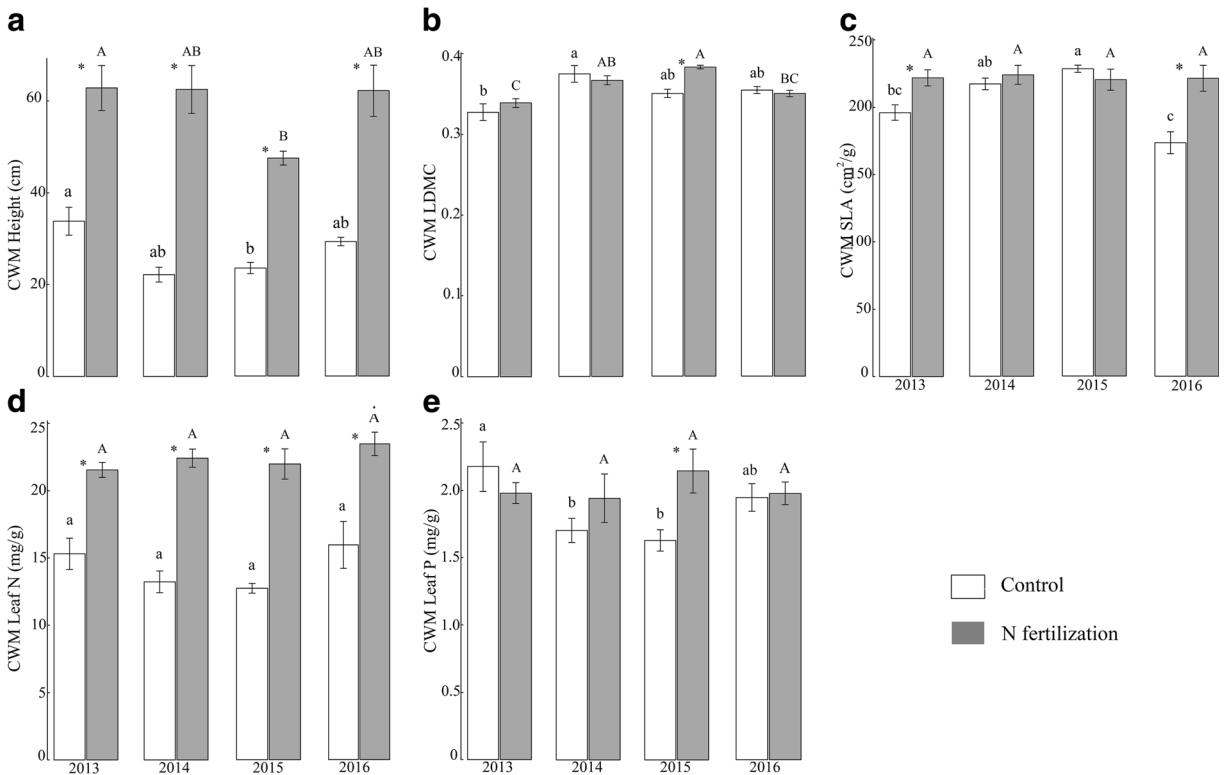 a
CWM Height (cm)
60
40
20
0
* A
* AB
* B
* AB
a
ab
b
ab
b
CWM LDMC
0.4
0.3
0.2
0.1
0
b
C
a
AB
ab
* A
ab
BC
c
CWM SLA (cm²/g)
250
200
150
100
50
0
bc
* A
ab
A
a
A
c
* A
2013 2014 2015 2016
d
CWM Leaf N (mg/g)
25
20
15
10
5
0
a
* A
a
* A
a
* A
a
* A
2013 2014 2015 2016
e
CWM Leaf P (mg/g)
2.5
2.0
1.5
1.0
0.5
0
a
A
b
A
b
* A
ab
A
2013 2014 2015 2016
Control
N fertilization